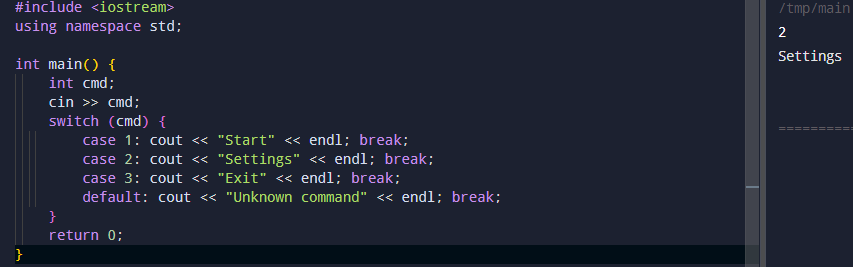 #include <iostream>
using namespace std;
int main() {
    int cmd;
    cin >> cmd;
    switch (cmd) {
        case 1: cout << "Start" << endl; break;
        case 2: cout << "Settings" << endl; break;
        case 3: cout << "Exit" << endl; break;
        default: cout << "Unknown command" << endl; break;
    }
    return 0;
}
/tmp/main
2
Settings
==========